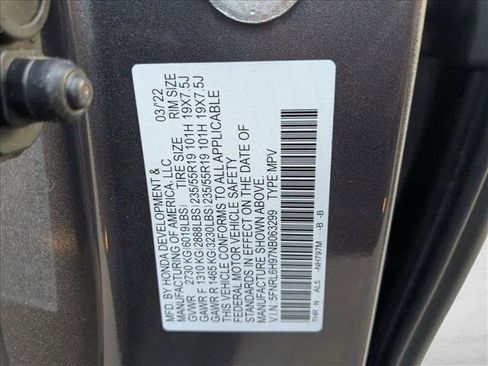 MFD. BY HONDA DEVELOPMENT & 03/'22
MANUFACTURING OF AMERICA, LLC
TIRE SIZE RIM SIZE
GVWR 2730 KG(6019LBS)
GAWR F 1310 KG(2888LBS) 235/55R19 101H 19X7.5J
GAWR R 1465 KG(3230LBS) 235/55R19 101H 19X7.5J
THIS VEHICLE CONFORMS TO ALL APPLICABLE
FEDERAL MOTOR VEHICLE SAFETY
STANDARDS IN EFFECT ON THE DATE OF
MANUFACTURE SHOWN ABOVE.
V.I.N.:5FNRL6H97NB063299 TYPE:MPV
THR N AL5 -NH797M -B -B